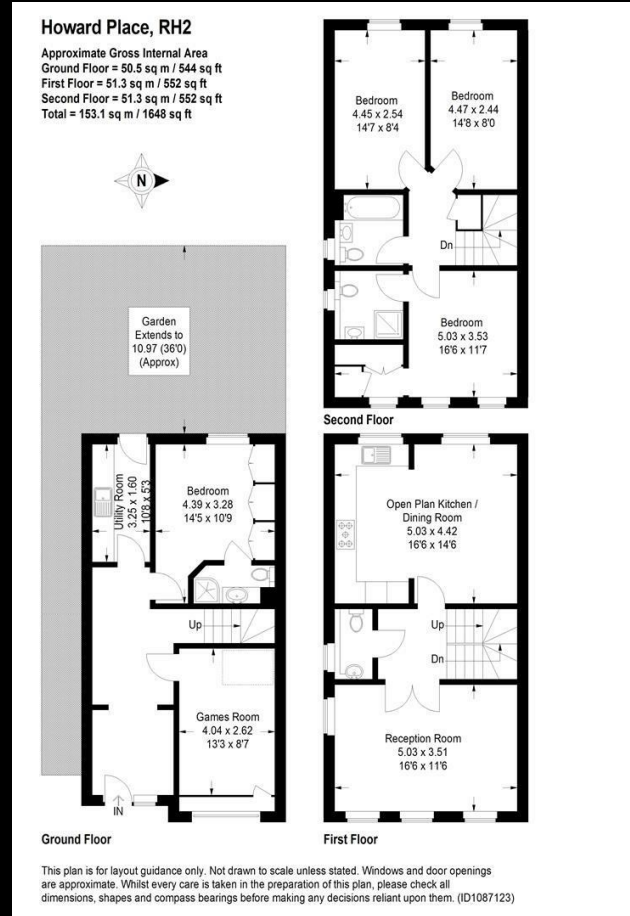 Howard Place, RH2
Approximate Gross Internal Area
Ground Floor = 50.5 sq m / 544 sq ft
First Floor = 51.3 sq m / 552 sq ft
Second Floor = 51.3 sq m / 552 sq ft
Total = 153.1 sq m / 1648 sq ft
N
Garden
Extends to
10.97 (36'0)
(Approx)
Utility Room
3.25 x 1.60
10'8 x 5'3
Bedroom
4.39 x 3.28
14'5 x 10'9
Up
Games Room
4.04 x 2.62
13'3 x 8'7
IN
Ground Floor
Bedroom
4.45 x 2.54
14'7 x 8'4
Bedroom
4.47 x 2.44
14'8 x 8'0
Dn
Bedroom
5.03 x 3.53
16'6 x 11'7
Second Floor
Open Plan Kitchen /
Dining Room
5.03 x 4.42
16'6 x 14'6
Up
Dn
Reception Room
5.03 x 3.51
16'6 x 11'6
First Floor
This plan is for layout guidance only. Not drawn to scale unless stated. Windows and door openings
are approximate. Whilst every care is taken in the preparation of this plan, please check all
dimensions, shapes and compass bearings before making any decisions reliant upon them. (ID1087123)